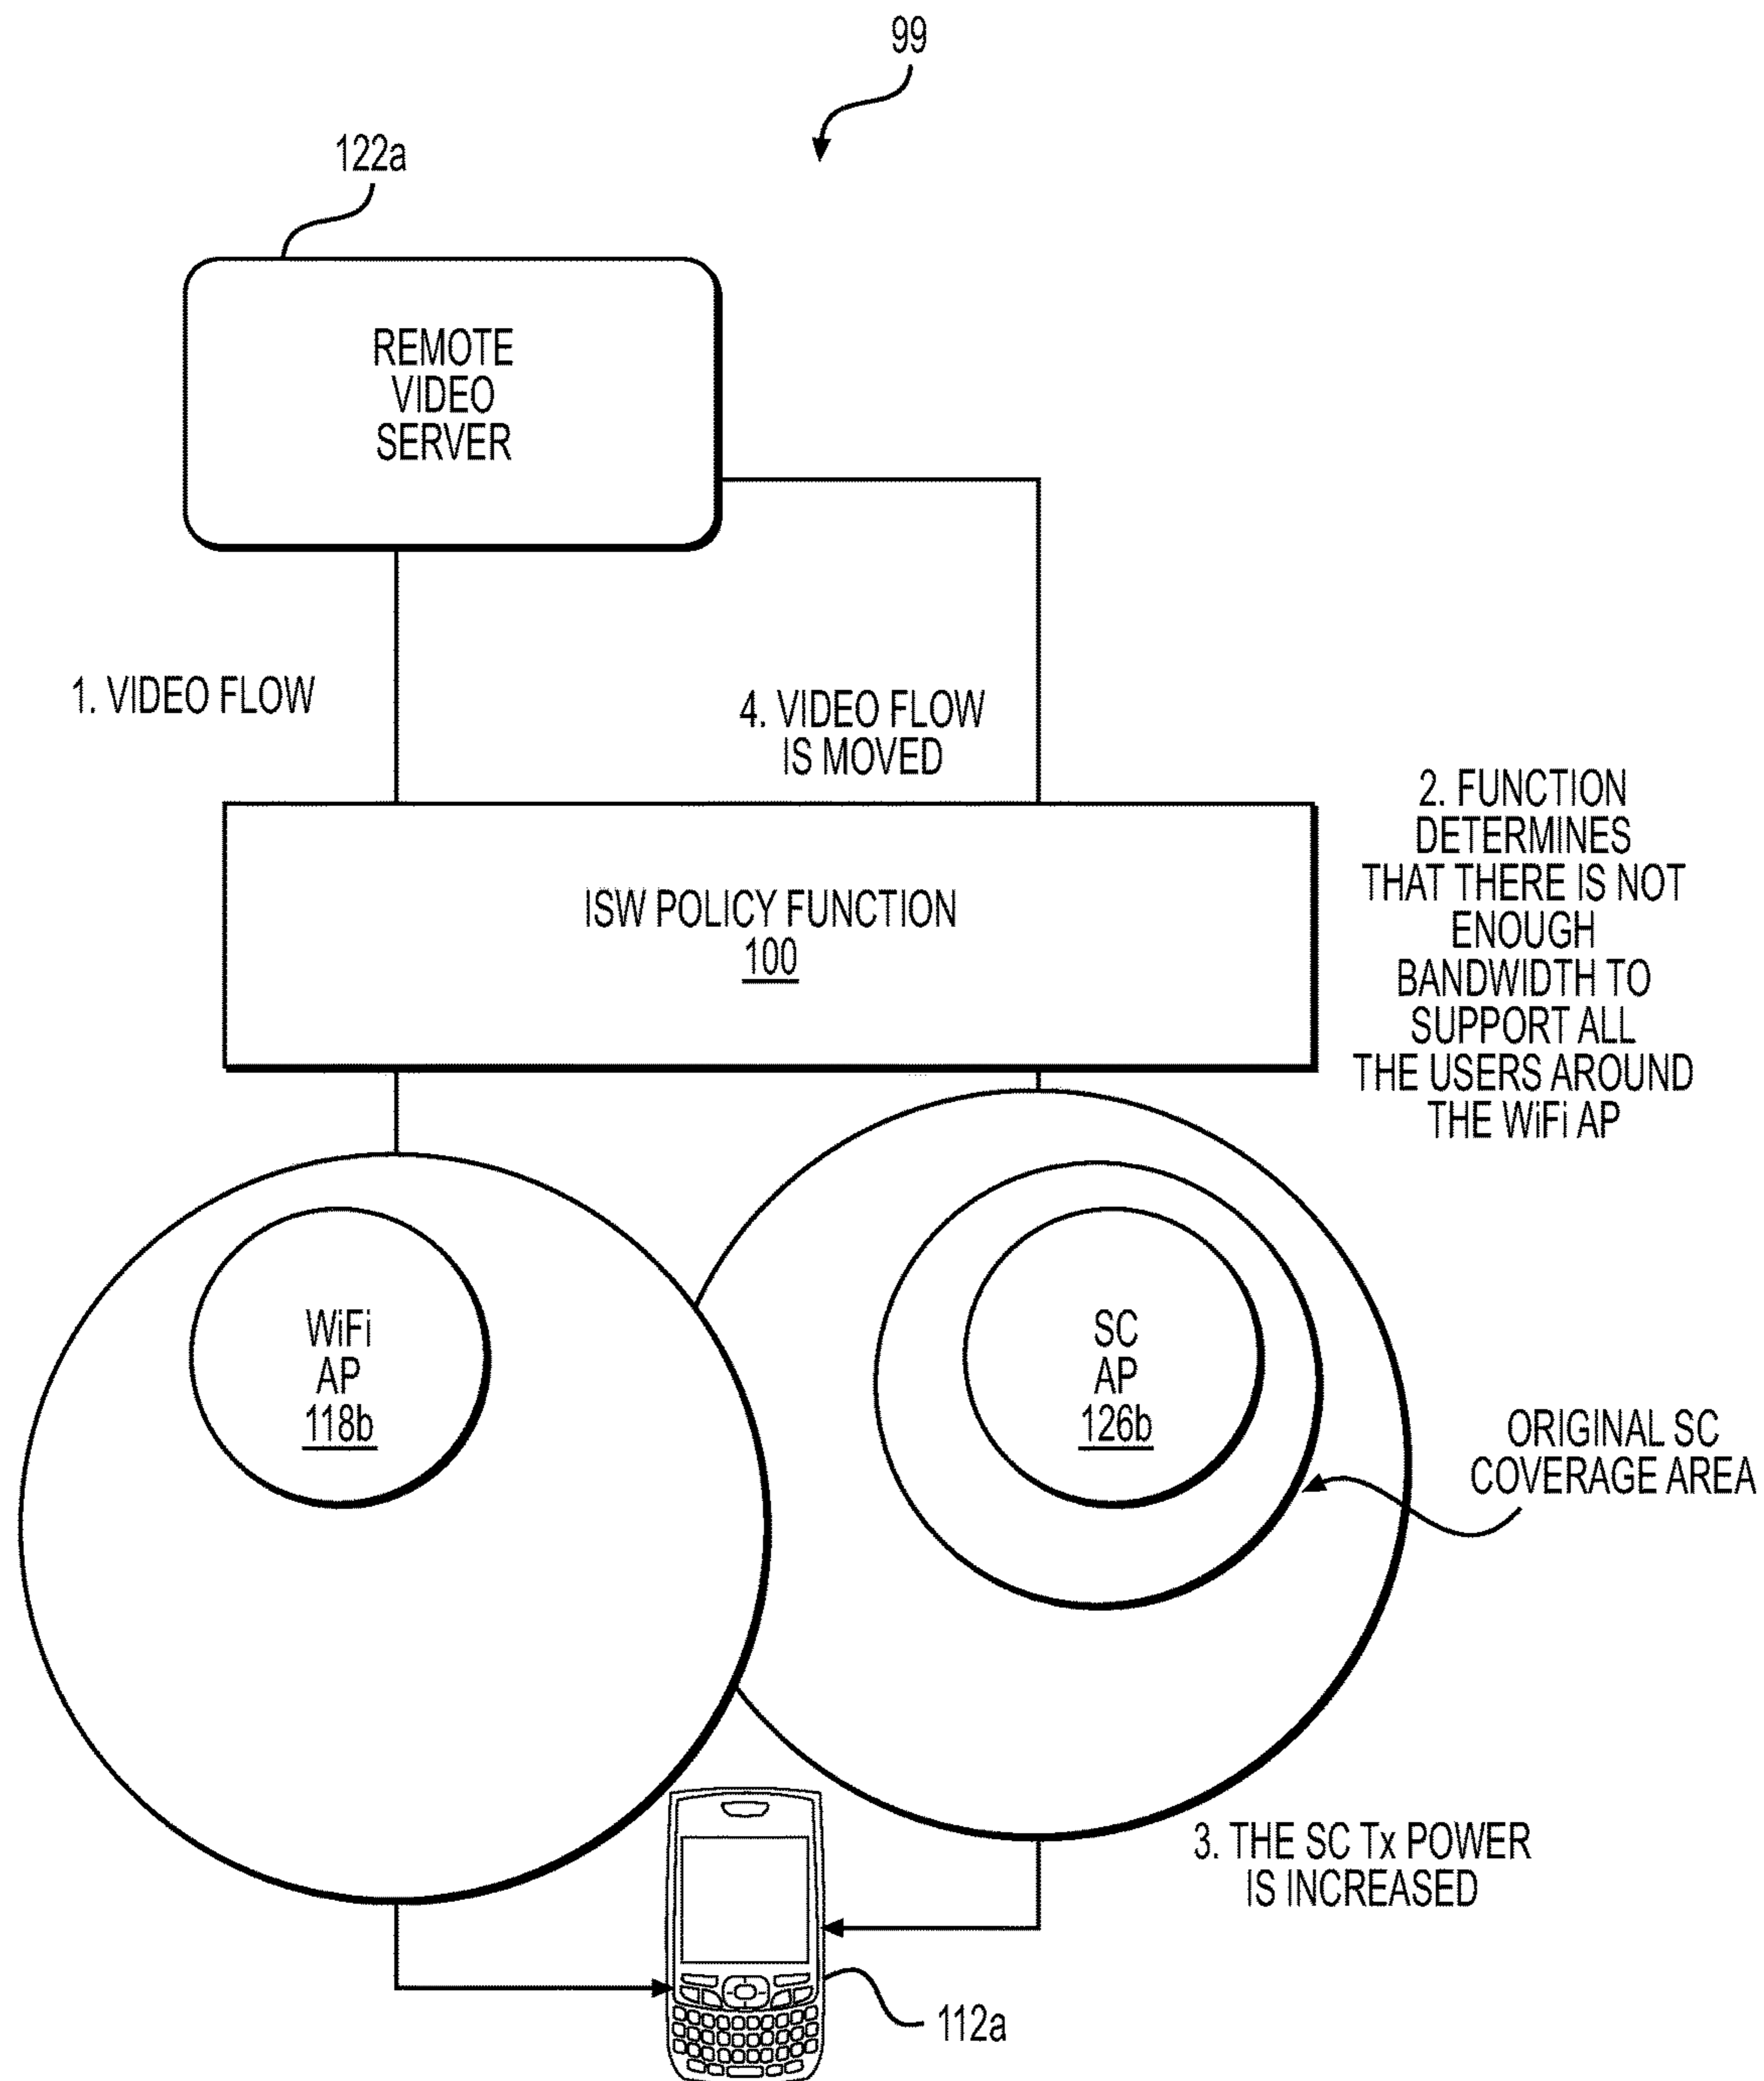 99
122a
REMOTE
VIDEO
SERVER
1. VIDEO FLOW
4. VIDEO FLOW
IS MOVED
2. FUNCTION
DETERMINES
THAT THERE IS NOT
ENOUGH
BANDWIDTH TO
SUPPORT ALL
THE USERS AROUND
THE WiFi AP
ISW POLICY FUNCTION
100
WiFi
AP
118b
SC
AP
126b
ORIGINAL SC
COVERAGE AREA
3. THE SC Tx POWER
IS INCREASED
112a